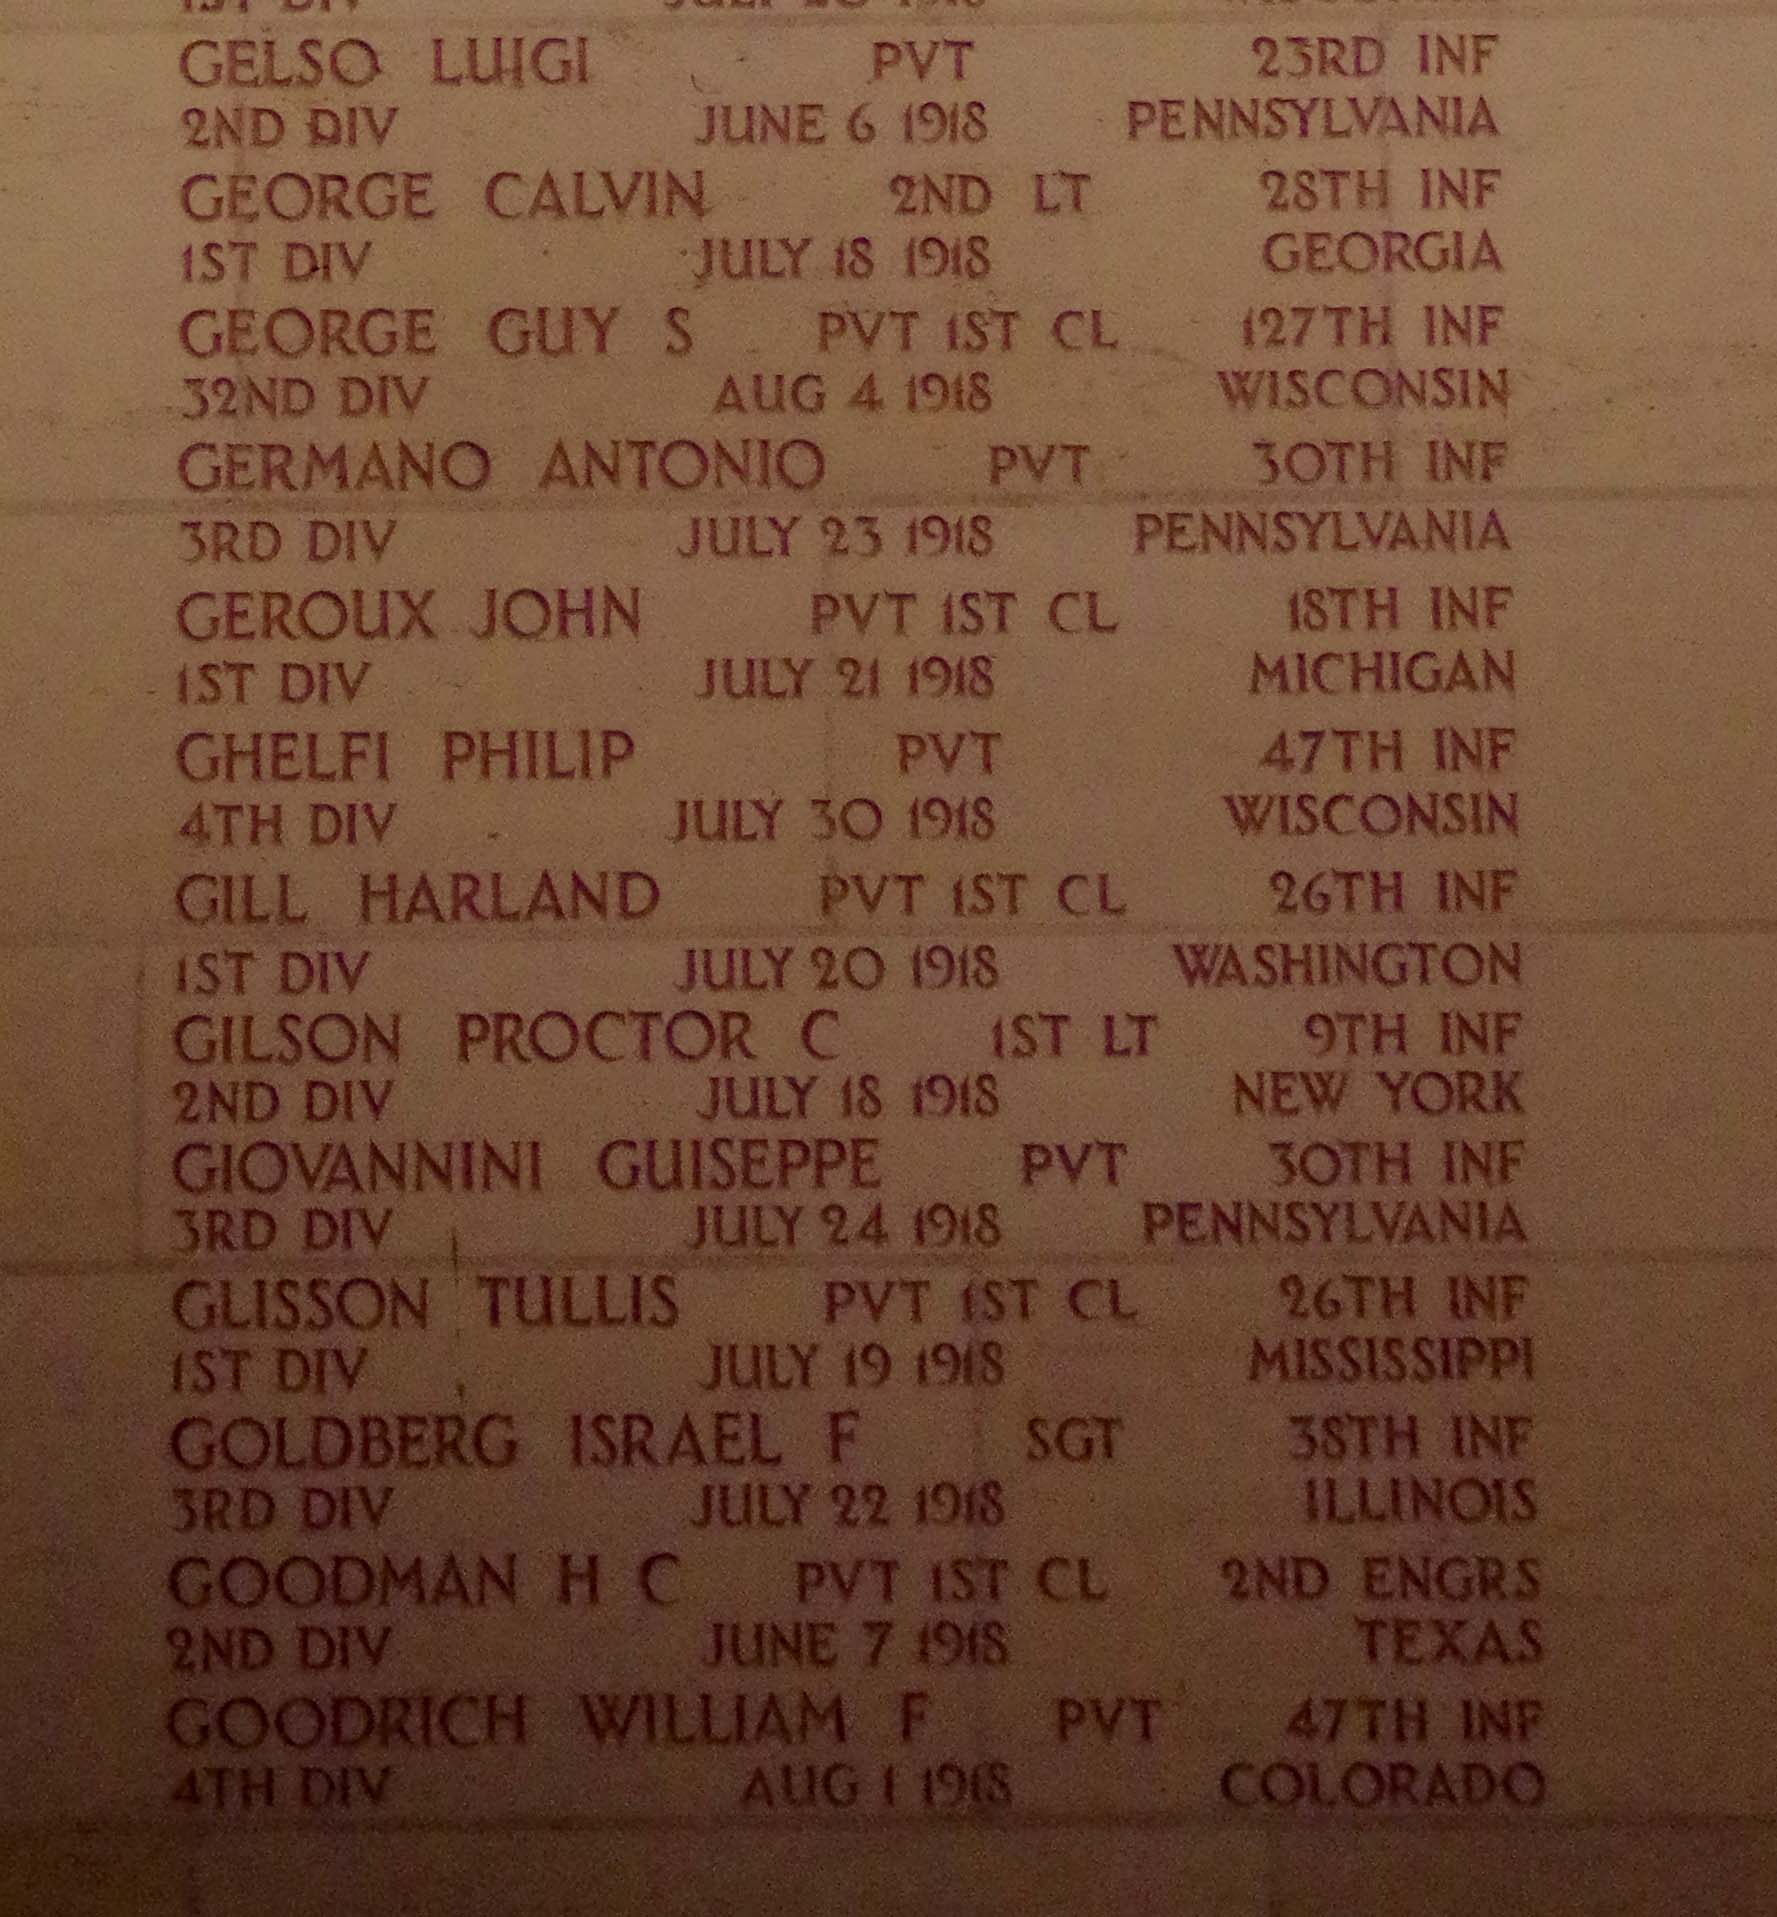 GELSO LUIGI PVT 23RD INF
2ND DIV JUNE 6 1918 PENNSYLVANIA
GEORGE CALVIN 2ND LT 28TH INF
1ST DIV JULY 18 1918 GEORGIA
GEORGE GUY S PVT 1ST CL 127TH INF
32ND DIV AUG 4 1918 WISCONSIN
GERMANO ANTONIO PVT 30TH INF
3RD DIV JULY 23 1918 PENNSYLVANIA
GEROUX JOHN PVT 1ST CL 18TH INF
1ST DIV JULY 21 1918 MICHIGAN
GHELFI PHILIP PVT 47TH INF
4TH DIV JULY 30 1918 WISCONSIN
GILL HARLAND PVT 1ST CL 26TH INF
1ST DIV JULY 20 1918 WASHINGTON
GILSON PROCTOR C 1ST LT 9TH INF
2ND DIV JULY 18 1918 NEW YORK
GIOVANNINI GUISEPPE PVT 30TH INF
3RD DIV JULY 24 1918 PENNSYLVANIA
GLISSON TULLIS PVT 1ST CL 26TH INF
1ST DIV JULY 19 1918 MISSISSIPPI
GOLDBERG ISRAEL F SGT 38TH INF
3RD DIV JULY 22 1918 ILLINOIS
GOODMAN H C PVT 1ST CL 2ND ENGRS
2ND DIV JUNE 7 1918 TEXAS
GOODRICH WILLIAM F PVT 47TH INF
4TH DIV AUG 1 1918 COLORADO